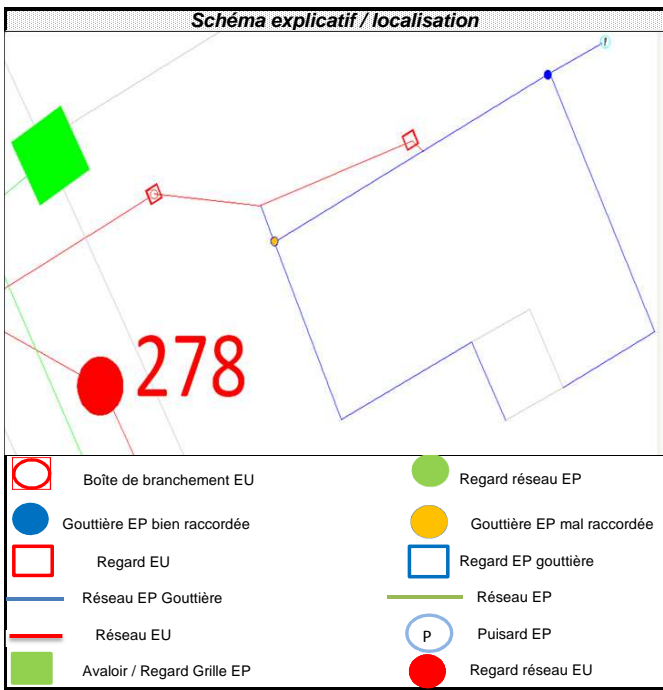 Schéma explicatif / localisation
278
Boîte de branchement EU
Regard réseau EP
Gouttière EP bien raccordée
Gouttière EP mal raccordée
Regard EU
Regard EP gouttière
Réseau EP Gouttière
Réseau EP
Réseau EU
P
Puisard EP
Avaloir / Regard Grille EP
Regard réseau EU